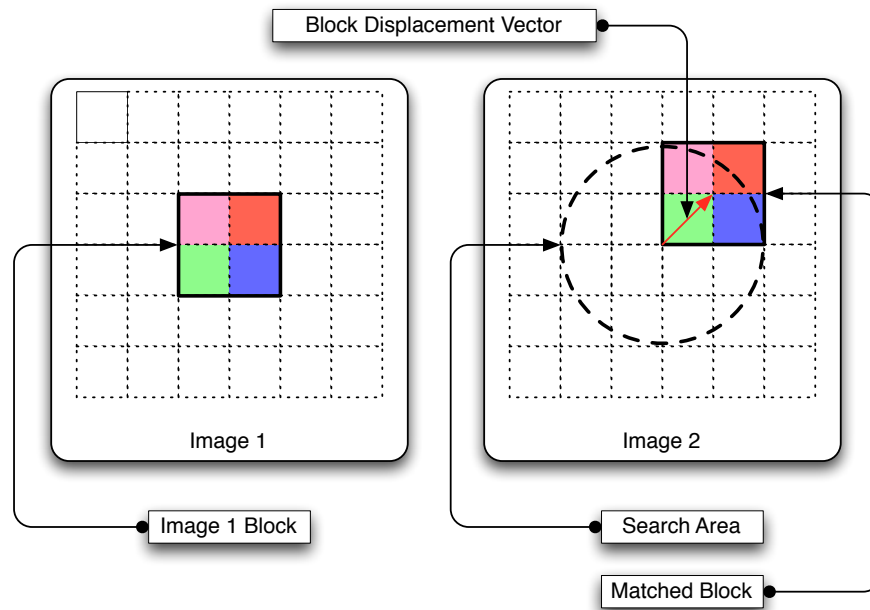 Block Displacement Vector
Image 1
Image 2
Image 1 Block
Search Area
Matched Block